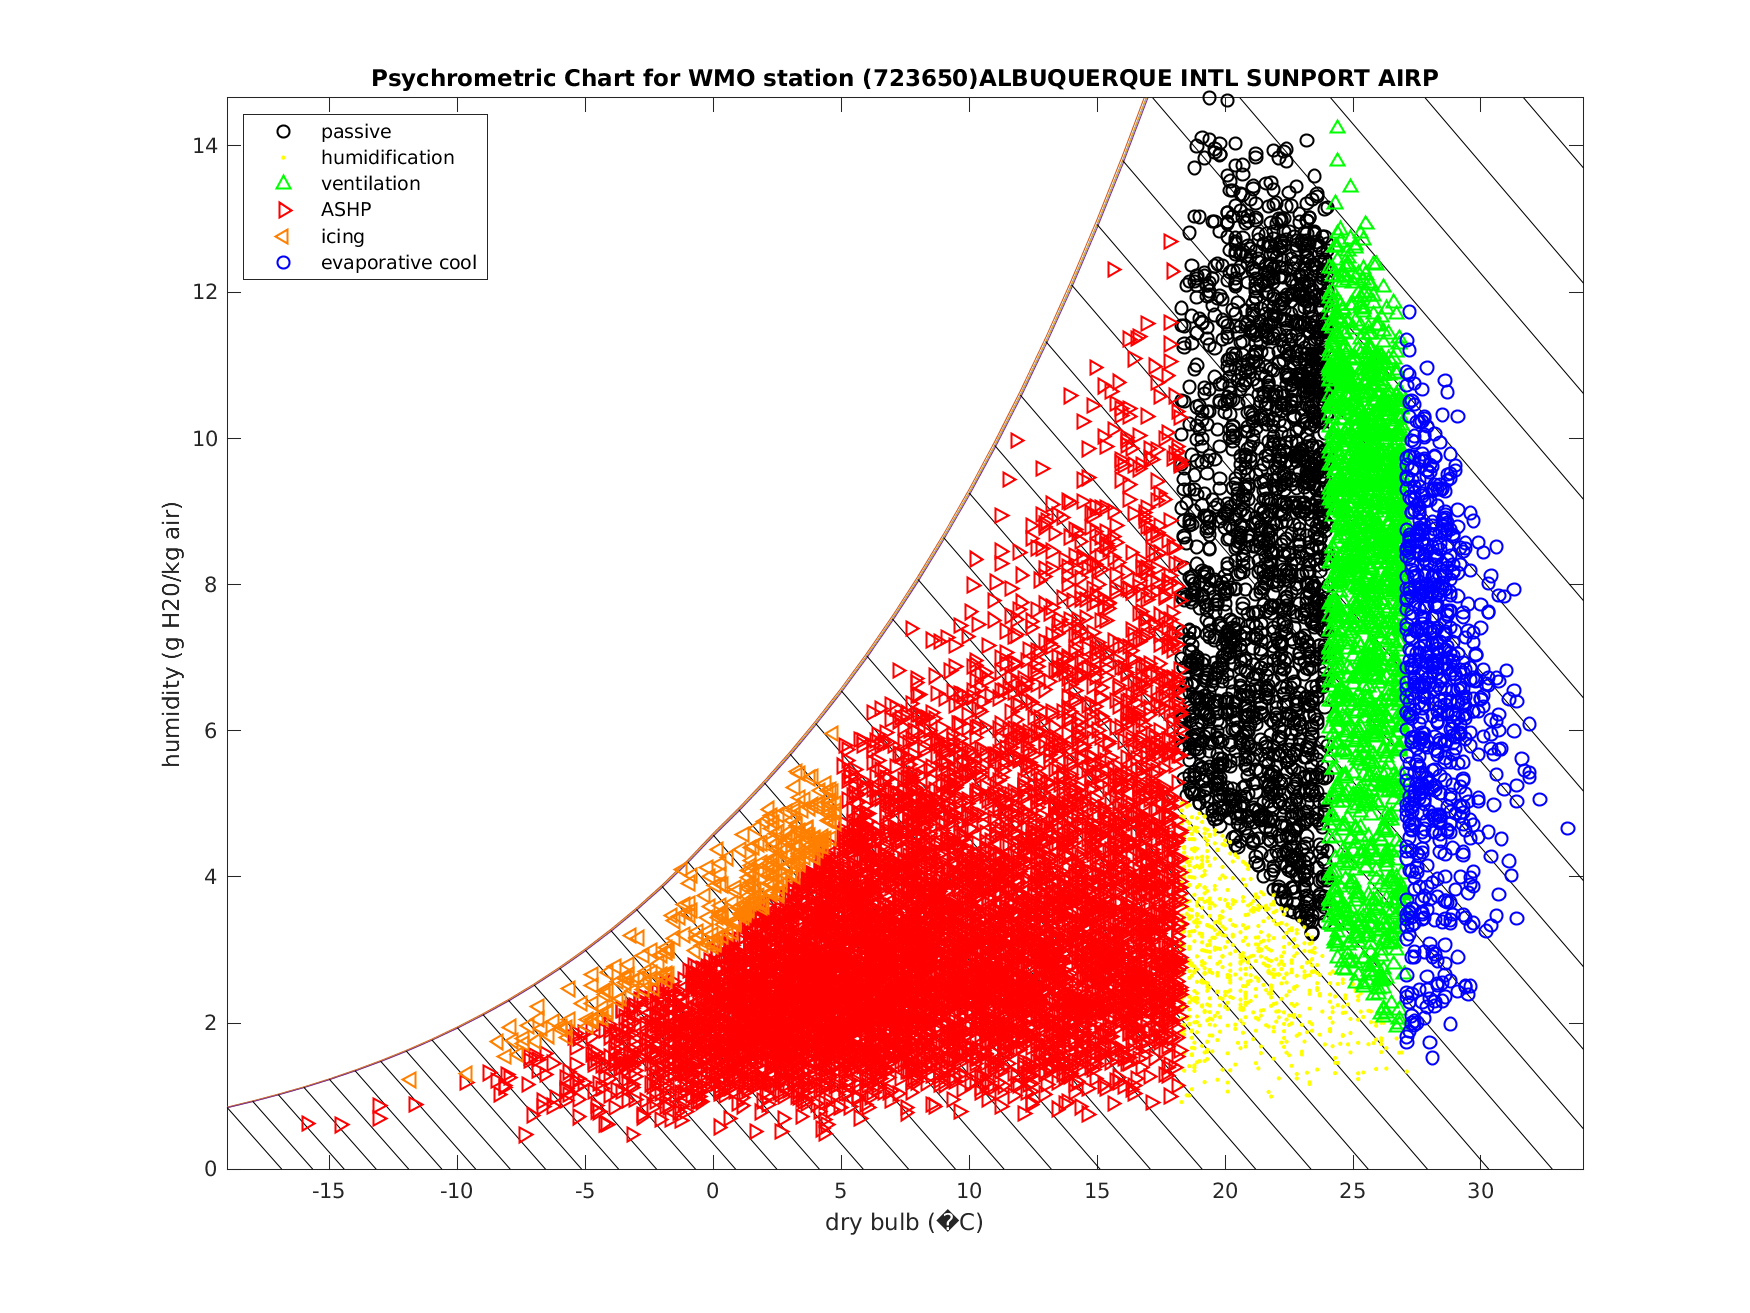 Psychrometric Chart for WMO station (723650)ALBUQUERQUE INTL SUNPORT AIRP
passive
humidification
ventilation
ASHP
icing
evaporative cool
humidity (g H20/kg air)
14
12
10
8
6
4
2
0
-15 -10 -5 0 5 10 15 20 25 30
dry bulb (�C)